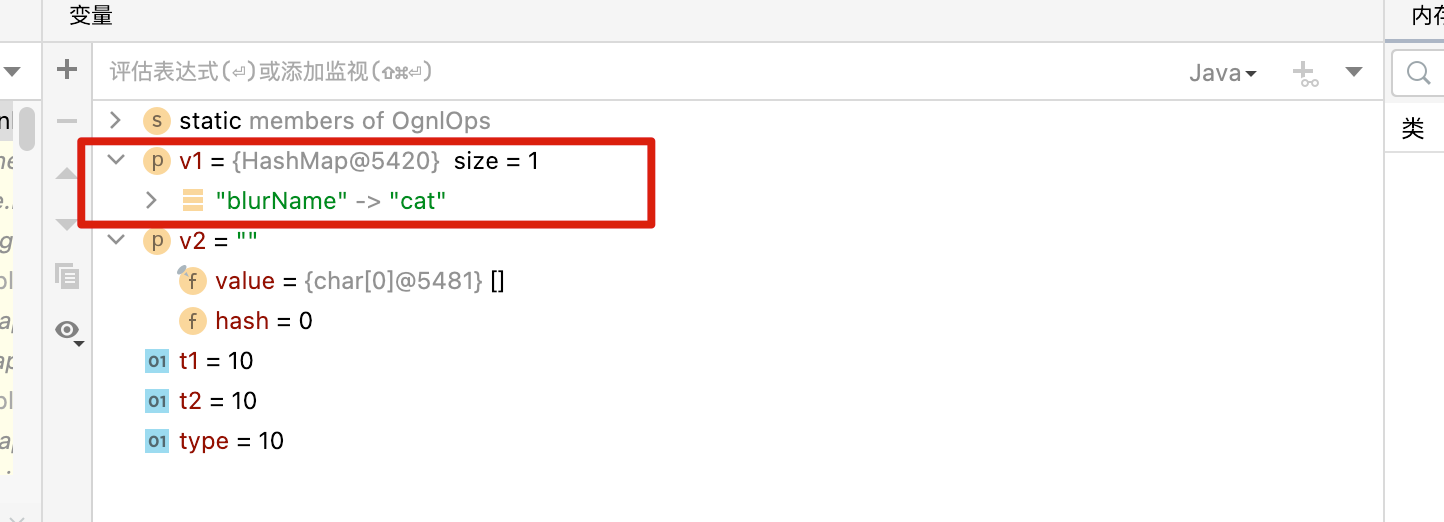 变量
评估表达式(⏎)或添加监视(⇧⌘⏎)
Java
static members of OgnlOps
v1 = {HashMap@5420} size = 1
"blurName" -> "cat"
v2 = ""
value = {char[0]@5481} []
hash = 0
01 t1 = 10
01 t2 = 10
01 type = 10
类